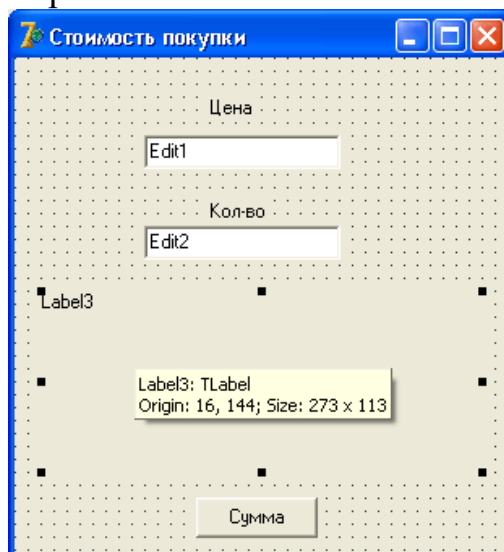 Стоимость покупки
Цена
Edit1
Кол-во
Edit2
Label3
Label3: TLabel
Origin: 16, 144; Size: 273 x 113
Сумма